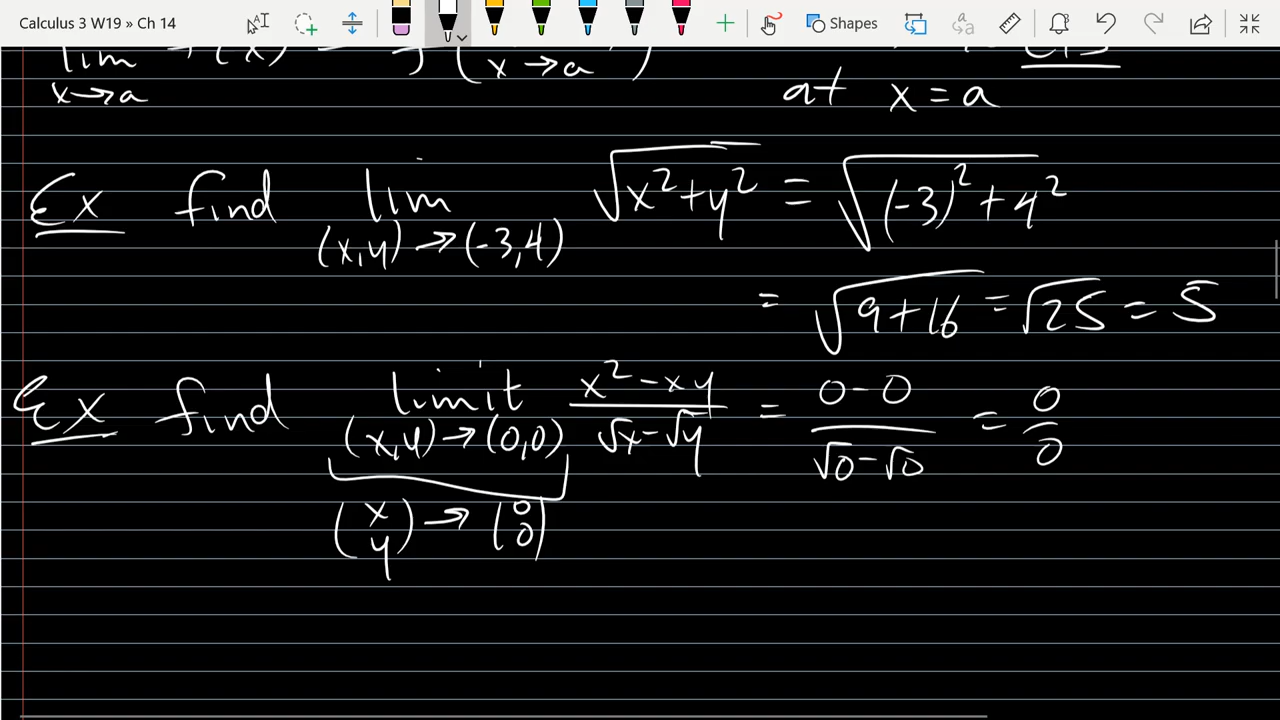 Calculus 3 W19 » Ch 14
Shapes
lim f(x) = f(lim x)
x→a x→a
at x = a
Ex find lim √(x²+y²) = √((-3)²+4²)
(x,y)→(-3,4)
= √(9+16) = √25 = 5
Ex find limit (x²-xy)/(√x-√y) = (0-0)/(√0-√0) = 0/0
(x,y)→(0,0)
(x y)→(0 0)